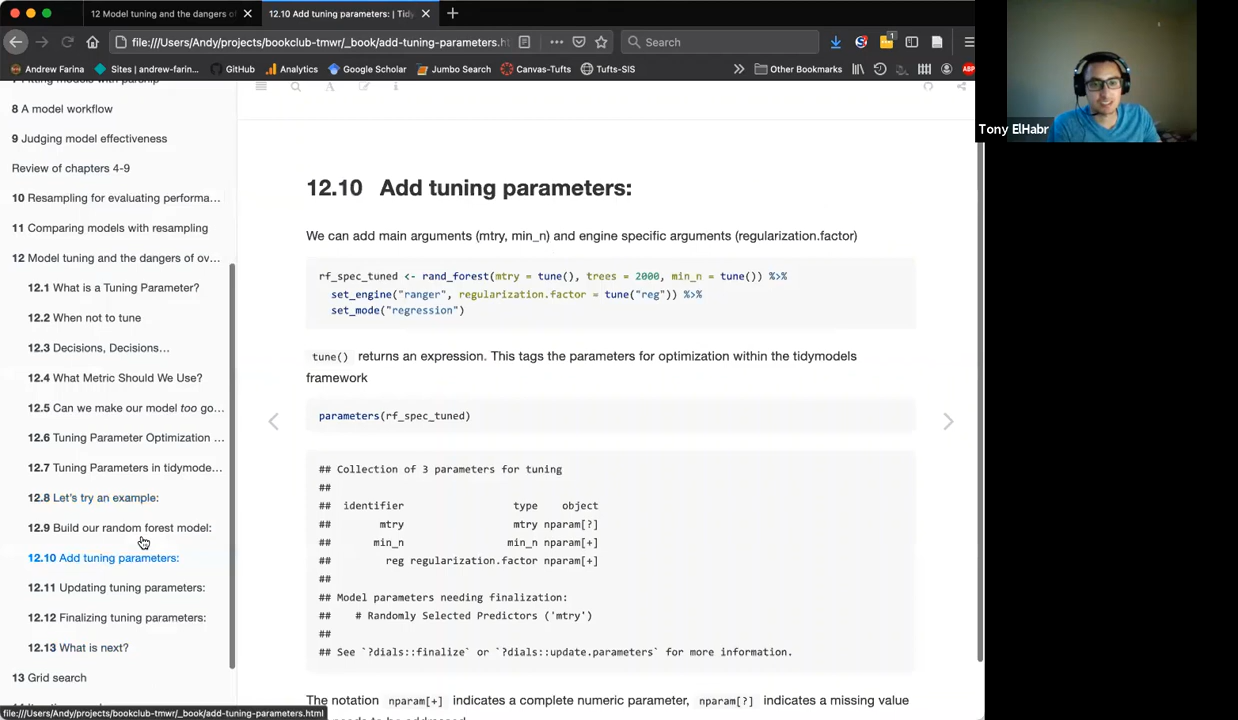 12 Model tuning and the dangers of
12.10 Add tuning parameters: | Tid
file:///Users/Andy/projects/bookclub-tmwr/_book/add-tuning-parameters.ht
Search
1
Andrew Farina
Sites | andrew-farin...
GitHub
Analytics
Google Scholar
Jumbo Search
Canvas-Tufts
Tufts-SIS
Other Bookmarks
ABP
8 A model workflow
9 Judging model effectiveness
Review of chapters 4-9
10 Resampling for evaluating performa...
11 Comparing models with resampling
12 Model tuning and the dangers of ov...
12.1 What is a Tuning Parameter?
12.2 When not to tune
12.3 Decisions, Decisions...
12.4 What Metric Should We Use?
12.5 Can we make our model too go...
12.6 Tuning Parameter Optimization ...
12.7 Tuning Parameters in tidymode...
12.8 Let's try an example:
12.9 Build our random forest model:
12.10 Add tuning parameters:
12.11 Updating tuning parameters:
12.12 Finalizing tuning parameters:
12.13 What is next?
13 Grid search
file:///Users/Andy/projects/bookclub-tmwr/_book/add-tuning-parameters.html
12.10 Add tuning parameters:
We can add main arguments (mtry, min_n) and engine specific arguments (regularization.factor)
rf_spec_tuned <- rand_forest(mtry = tune(), trees = 2000, min_n = tune()) %>%
set_engine("ranger", regularization.factor = tune("reg")) %>%
set_mode("regression")
tune() returns an expression. This tags the parameters for optimization within the tidymodels
framework
parameters(rf_spec_tuned)
## Collection of 3 parameters for tuning
##
## identifier type object
## mtry mtry nparam[?]
## min_n min_n nparam[+]
## reg regularization.factor nparam[+]
##
## Model parameters needing finalization:
## # Randomly Selected Predictors ('mtry')
##
## See `?dials::finalize` or `?dials::update.parameters` for more information.
The notation nparam[+] indicates a complete numeric parameter, nparam[?] indicates a missing value
Tony ElHabr